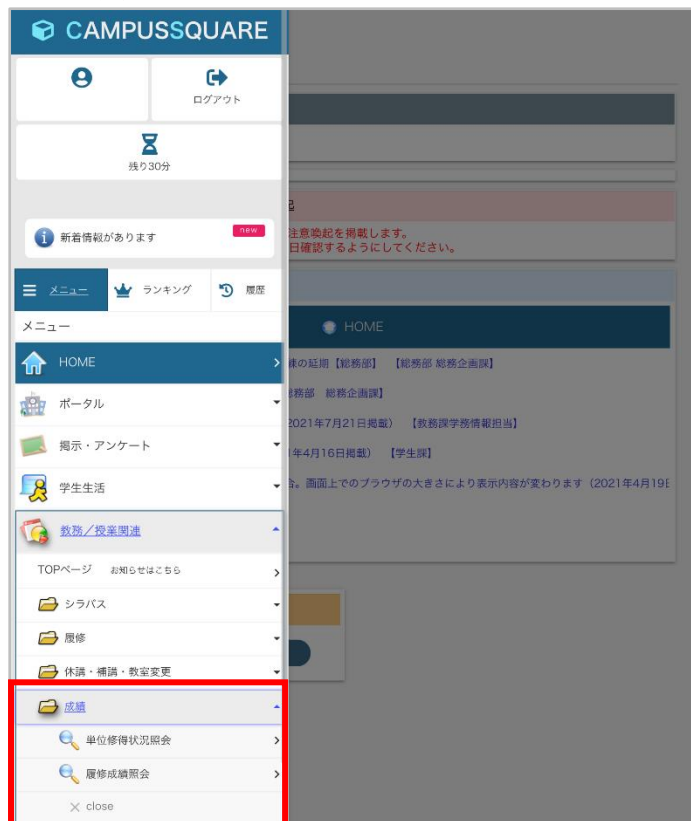 CAMPUSSQUARE
ログアウト
残り30分
新着情報があります
new
メニュー
ランキング
履歴
メニュー
HOME
ポータル
掲示・アンケート
学生生活
教務／授業関連
TOPページ お知らせはこちら
シラバス
履修
休講・補講・教室変更
成績
単位修得状況照会
履修成績照会
× close
注意喚起を掲載します。
日確認するようにしてください。
HOME
の延期【総務部】 【総務部 総務企画課】
総務部 総務企画課】
2021年7月21日掲載） 【教務課学務情報担当】
年4月16日掲載） 【学生課】
合。画面上でのブラウザの大きさにより表示内容が変わります（2021年4月19